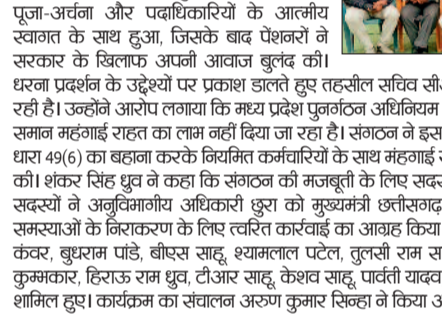 पूजा-अर्चना और पदाधिकारियों के आत्मीय
स्वागत के साथ हुआ, जिसके बाद पेंशनरों ने
सरकार के खिलाफ अपनी आवाज बुलंद की।
धरना प्रदर्शन के उद्देश्यों पर प्रकाश डालते हुए तहसील सचिव सी.
रही है। उन्होंने आरोप लगाया कि मध्य प्रदेश पुनर्गठन अधिनियम
समान महंगाई राहत का लाभ नहीं दिया जा रहा है। संगठन ने इस
धारा 49(6) का बहाना करके नियमित कर्मचारियों के साथ मंहगाई
की। शंकर सिंह ध्रुव ने कहा कि संगठन की मजबूती के लिए सदस्
सदस्यों ने अनुविभागीय अधिकारी छुरा को मुख्यमंत्री छत्तीसगढ़
समस्याओं के निराकरण के लिए त्वरित कार्रवाई का आग्रह किया
कंवर, बुधराम पांडे, बीएस साहू, श्यामलाल पटेल, तुलसी राम स
कुम्भकार, हिराऊ राम ध्रुव, टीआर साहू, केशव साहू, पार्वती यादव
शामिल हुए। कार्यक्रम का संचालन अरुण कुमार सिन्हा ने किया